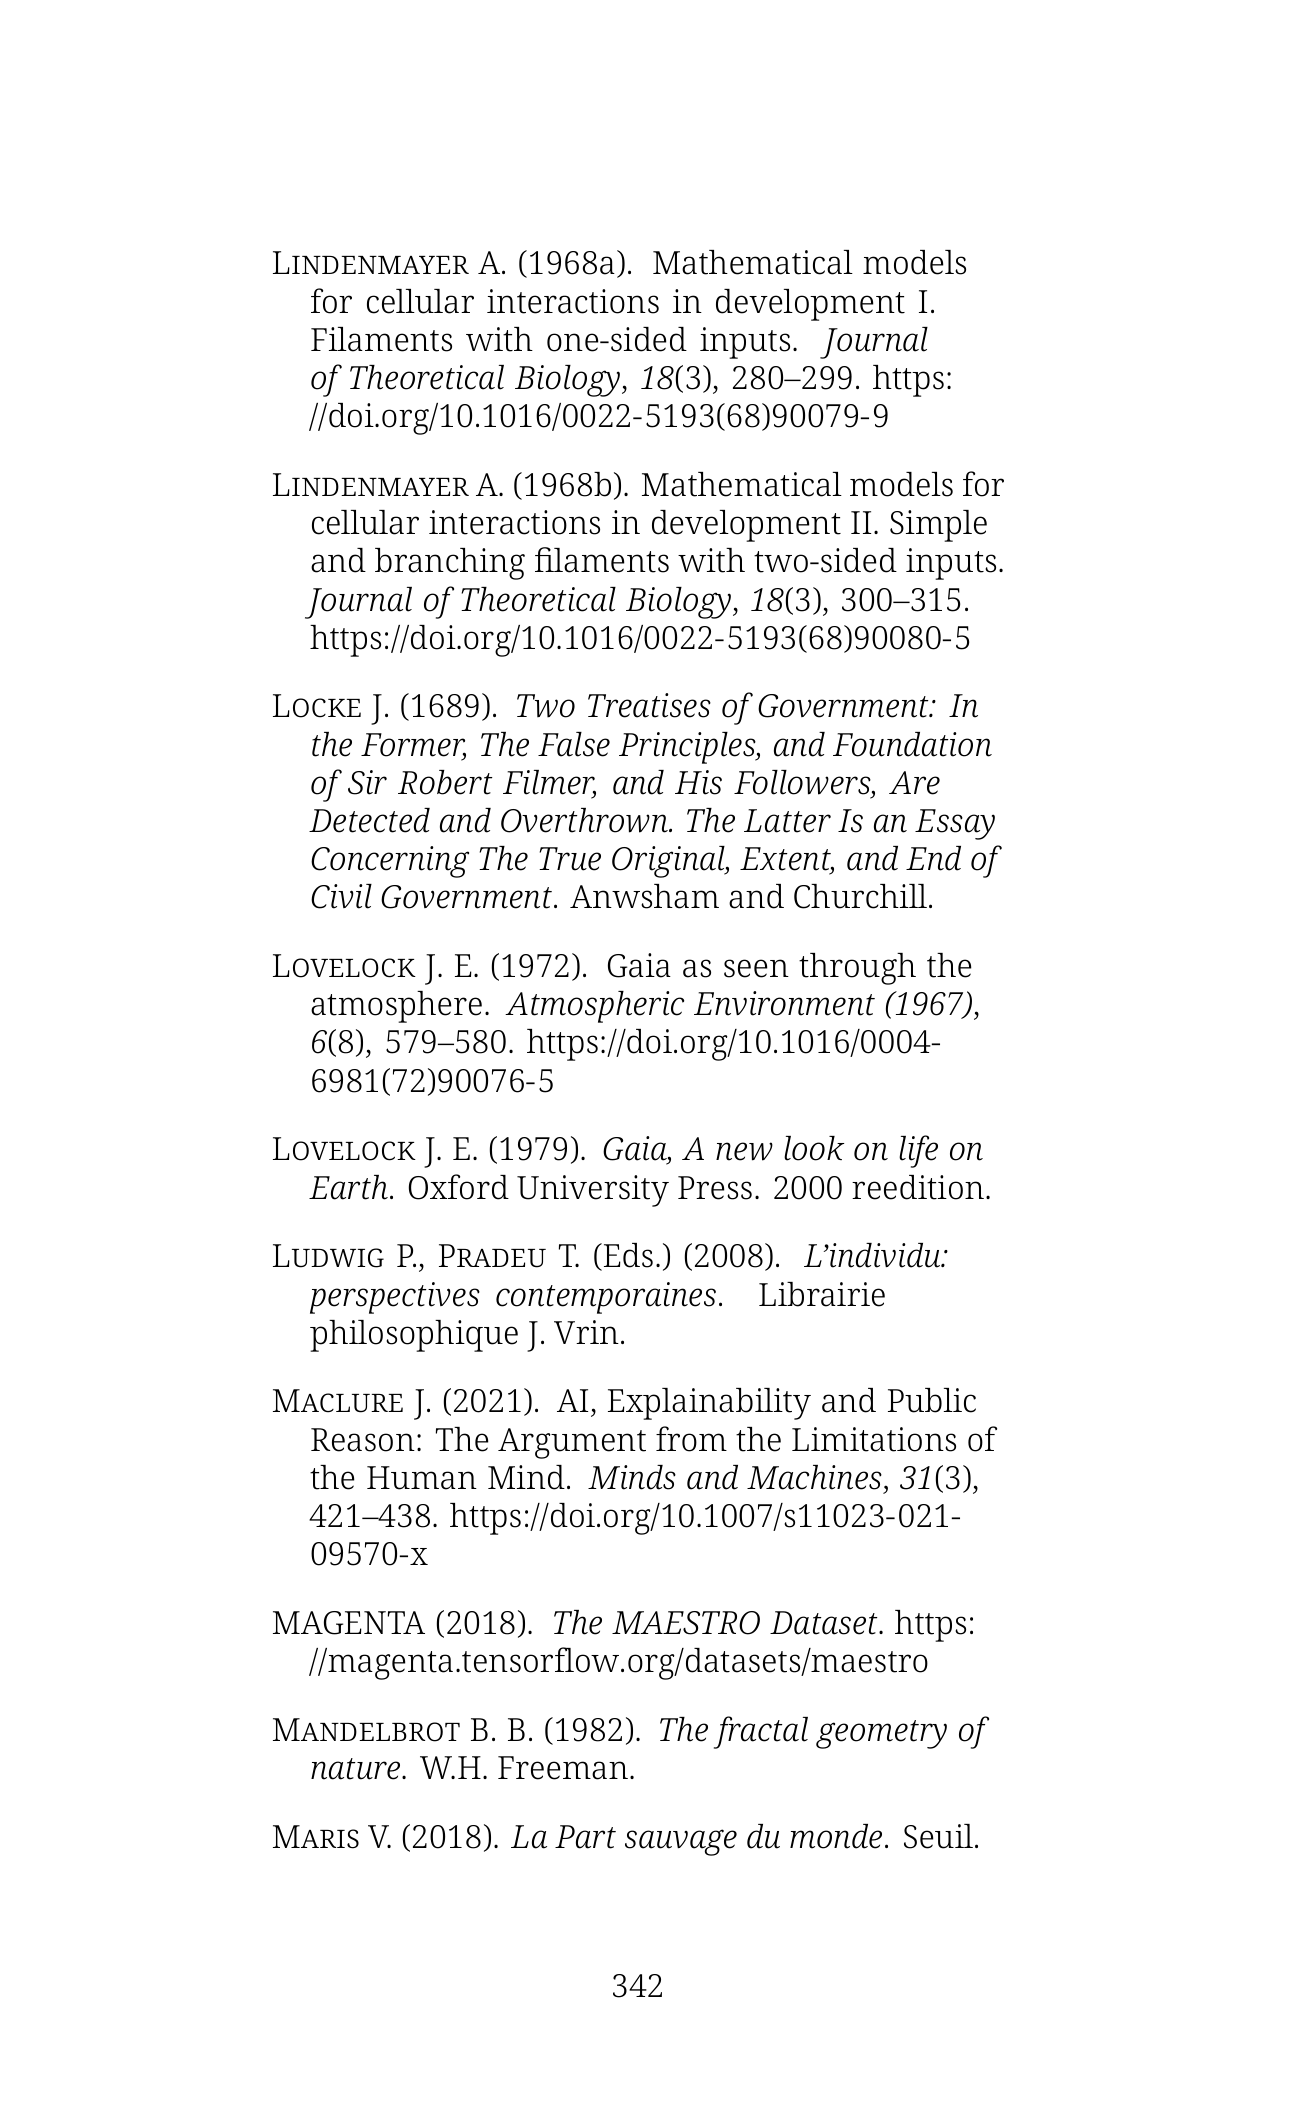 LINDENMAYER A. (1968a). Mathematical models
for cellular interactions in development I.
Filaments with one-sided inputs. Journal
of Theoretical Biology, 18(3), 280–299. https:
//doi.org/10.1016/0022-5193(68)90079-9
LINDENMAYER A. (1968b). Mathematical models for
cellular interactions in development II. Simple
and branching filaments with two-sided inputs.
Journal of Theoretical Biology, 18(3), 300–315.
https://doi.org/10.1016/0022-5193(68)90080-5
LOCKE J. (1689). Two Treatises of Government: In
the Former, The False Principles, and Foundation
of Sir Robert Filmer, and His Followers, Are
Detected and Overthrown. The Latter Is an Essay
Concerning The True Original, Extent, and End of
Civil Government. Anwsham and Churchill.
LOVELOCK J. E. (1972). Gaia as seen through the
atmosphere. Atmospheric Environment (1967),
6(8), 579–580. https://doi.org/10.1016/0004-
6981(72)90076-5
LOVELOCK J. E. (1979). Gaia, A new look on life on
Earth. Oxford University Press. 2000 reedition.
LUDWIG P., PRADEU T. (Eds.) (2008). L’individu:
perspectives contemporaines. Librairie
philosophique J. Vrin.
MACLURE J. (2021). AI, Explainability and Public
Reason: The Argument from the Limitations of
the Human Mind. Minds and Machines, 31(3),
421–438. https://doi.org/10.1007/s11023-021-
09570-x
MAGENTA (2018). The MAESTRO Dataset. https:
//magenta.tensorflow.org/datasets/maestro
MANDELBROT B. B. (1982). The fractal geometry of
nature. W.H. Freeman.
MARIS V. (2018). La Part sauvage du monde. Seuil.
342